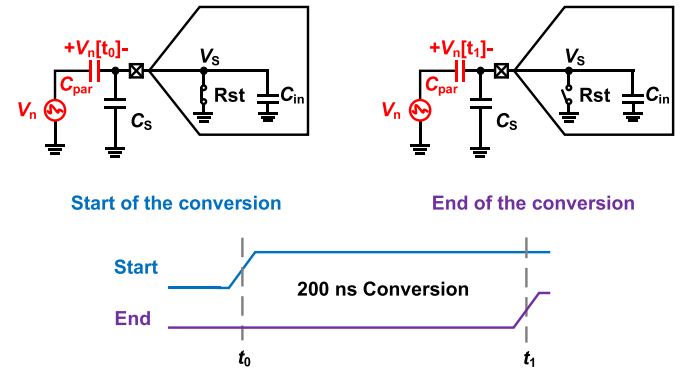 +Vn[t0]-
VS
Cpar
Rst
Cin
Vn
CS
+Vn[t1]-
VS
Cpar
Rst
Cin
Vn
CS
Start of the conversion
End of the conversion
Start
200 ns Conversion
End
t0
t1